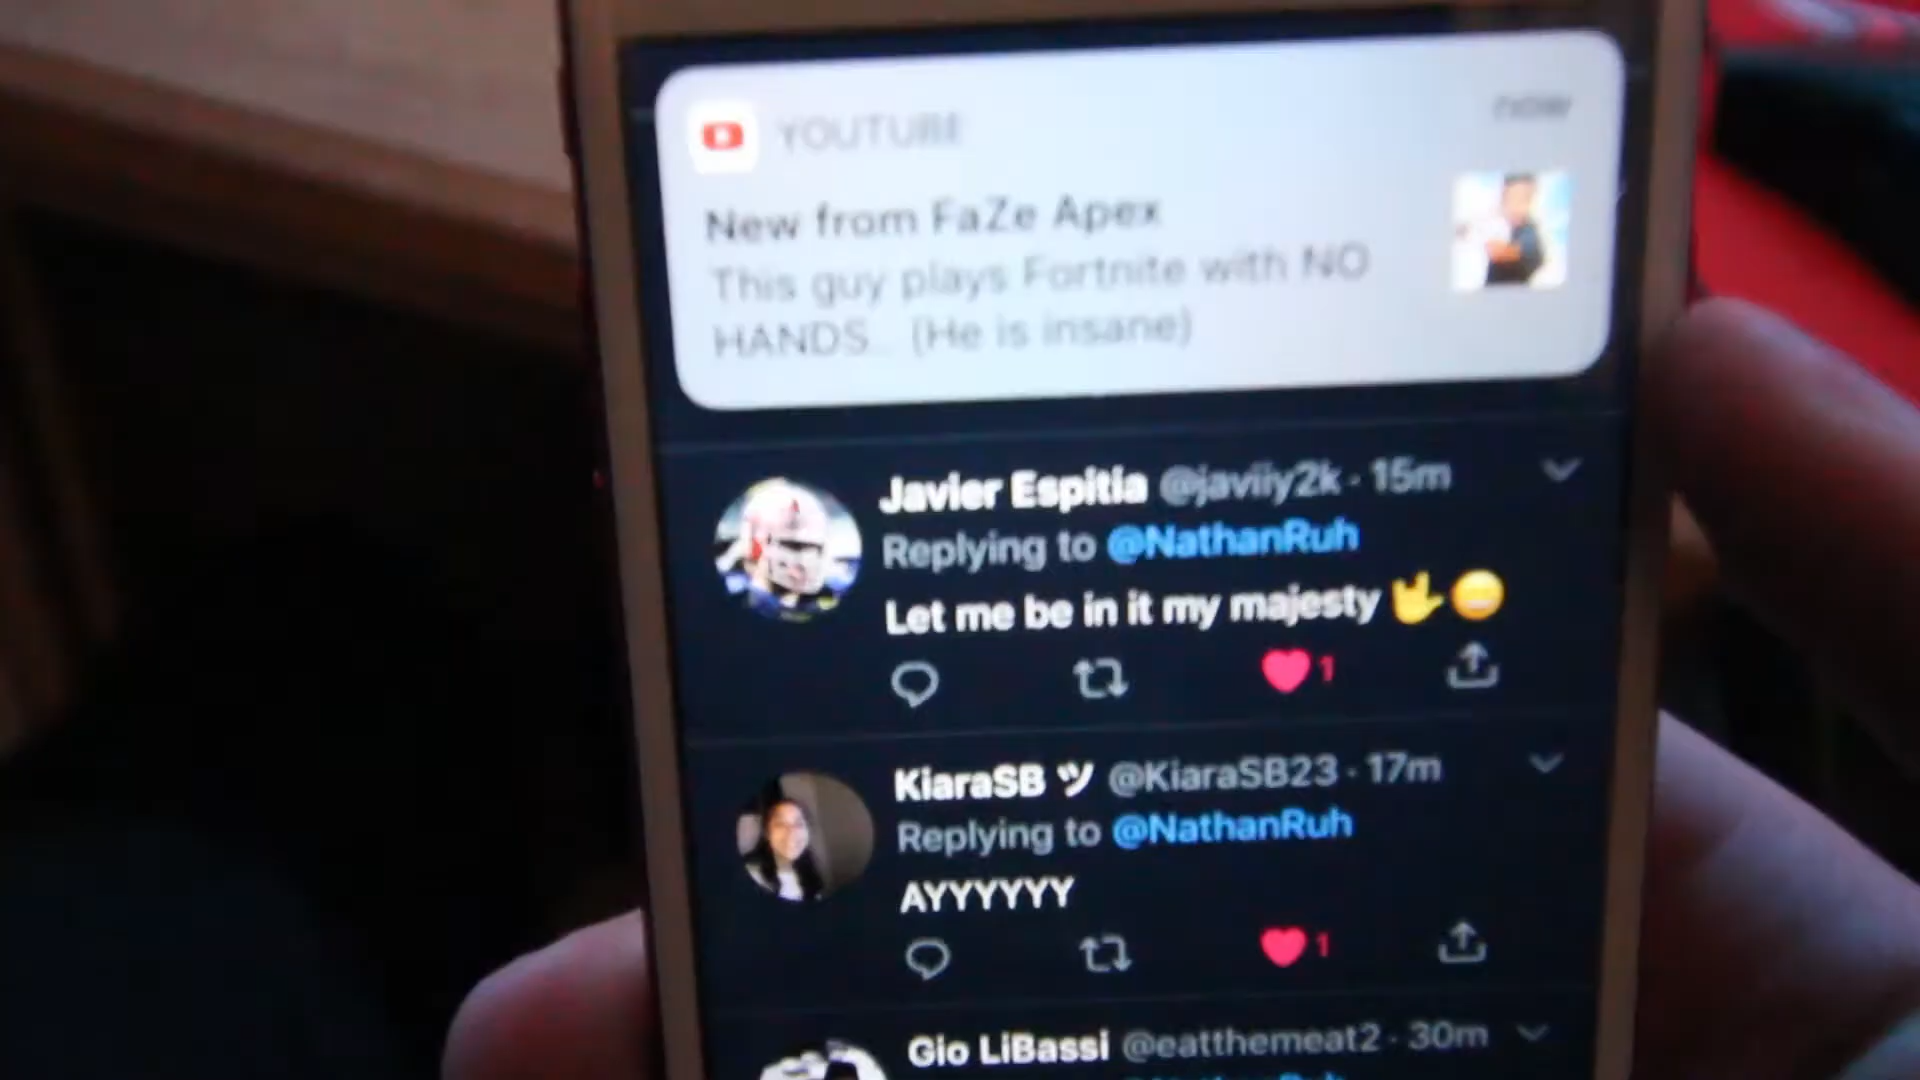 YOUTUBE
now
New from FaZe Apex
This guy plays Fortnite with NO
HANDS_ (He is insane)
Javier Espitia @javiiy2k · 15m
Replying to @NathanRuh
Let me be in it my majesty 🤟😄
1
KiaraSB ツ @KiaraSB23 · 17m
Replying to @NathanRuh
AYYYYYY
1
Gio LiBassi @eatthemeat2 · 30m